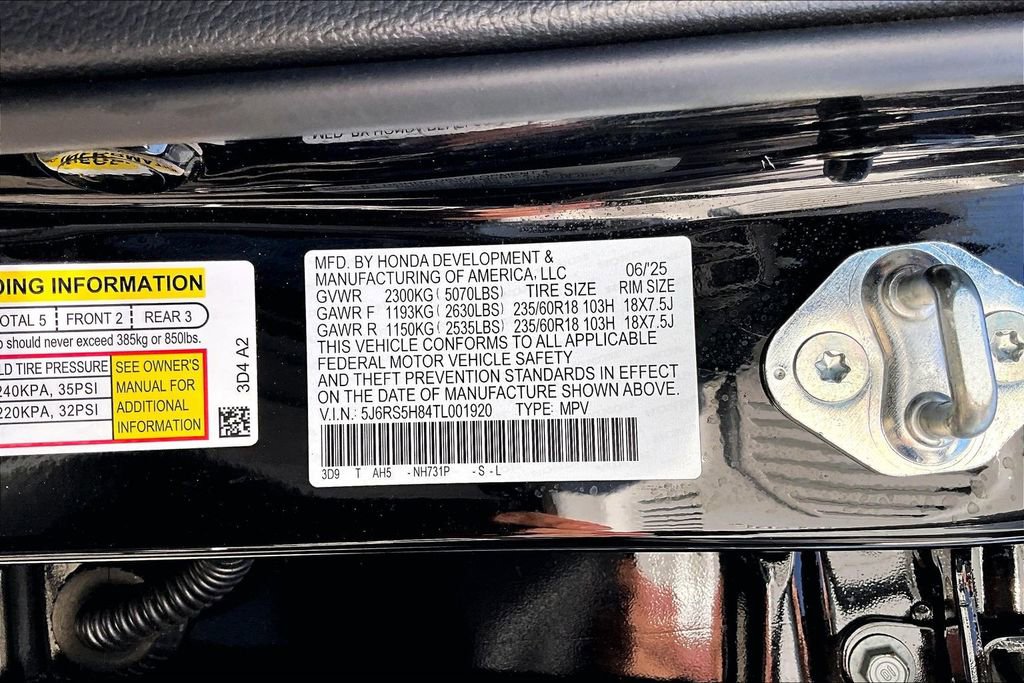 DING INFORMATION
OTAL 5 FRONT 2 REAR 3
should never exceed 385kg or 850lbs.
LD TIRE PRESSURE
240KPA, 35PSI
220KPA, 32PSI
SEE OWNER'S
MANUAL FOR
ADDITIONAL
INFORMATION
3D4 A2
MFD. BY HONDA DEVELOPMENT &
MANUFACTURING OF AMERICA, LLC 06/'25
GVWR 2300KG (5070LBS) TIRE SIZE RIM SIZE
GAWR F 1193KG (2630LBS) 235/60R18 103H 18X7.5J
GAWR R 1150KG (2535LBS) 235/60R18 103H 18X7.5J
THIS VEHICLE CONFORMS TO ALL APPLICABLE
FEDERAL MOTOR VEHICLE SAFETY
AND THEFT PREVENTION STANDARDS IN EFFECT
ON THE DATE OF MANUFACTURE SHOWN ABOVE.
V.I.N.: 5J6RS5H84TL001920 TYPE: MPV
3D9 T AH5 -NH731P -S-L